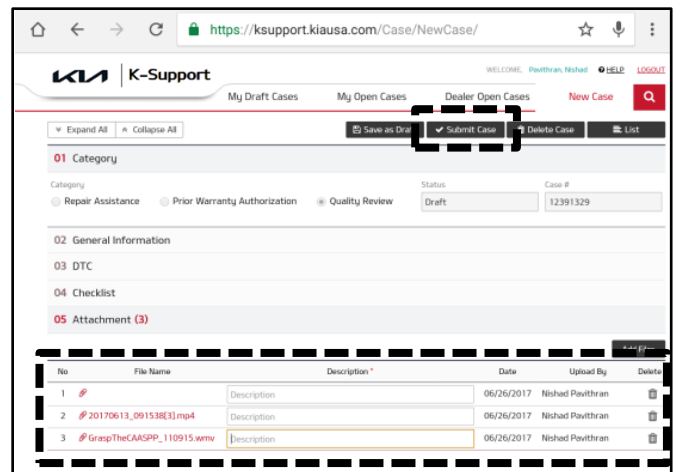 https://ksupport.kiausa.com/Case/NewCase/
KIA K-Support
WELCOME, Pavithran, Nishad HELP LOGOUT
My Draft Cases My Open Cases Dealer Open Cases New Case
Expand All Collapse All Save as Draft Submit Case Delete Case List
01 Category
Category Status Case #
Repair Assistance Prior Warranty Authorization Quality Review Draft 12391329
02 General Information
03 DTC
04 Checklist
05 Attachment (3)
Add Files
No File Name Description * Date Upload By Delete
1 Description 06/26/2017 Nishad Pavithran
2 20170613_091538[3].mp4 Description 06/26/2017 Nishad Pavithran
3 GraspTheCAASPP_110915.wmv Description 06/26/2017 Nishad Pavithran